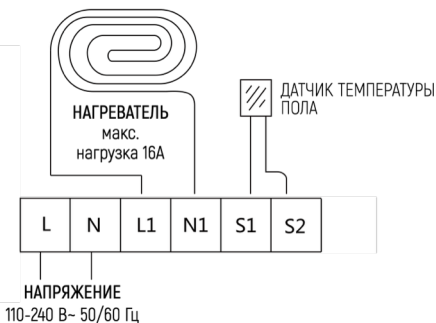 НАГРЕВАТЕЛЬ
макс.
нагрузка 16А
ДАТЧИК ТЕМПЕРАТУРЫ
ПОЛА
L N L1 N1 S1 S2
НАПРЯЖЕНИЕ
110-240 В~ 50/60 Гц